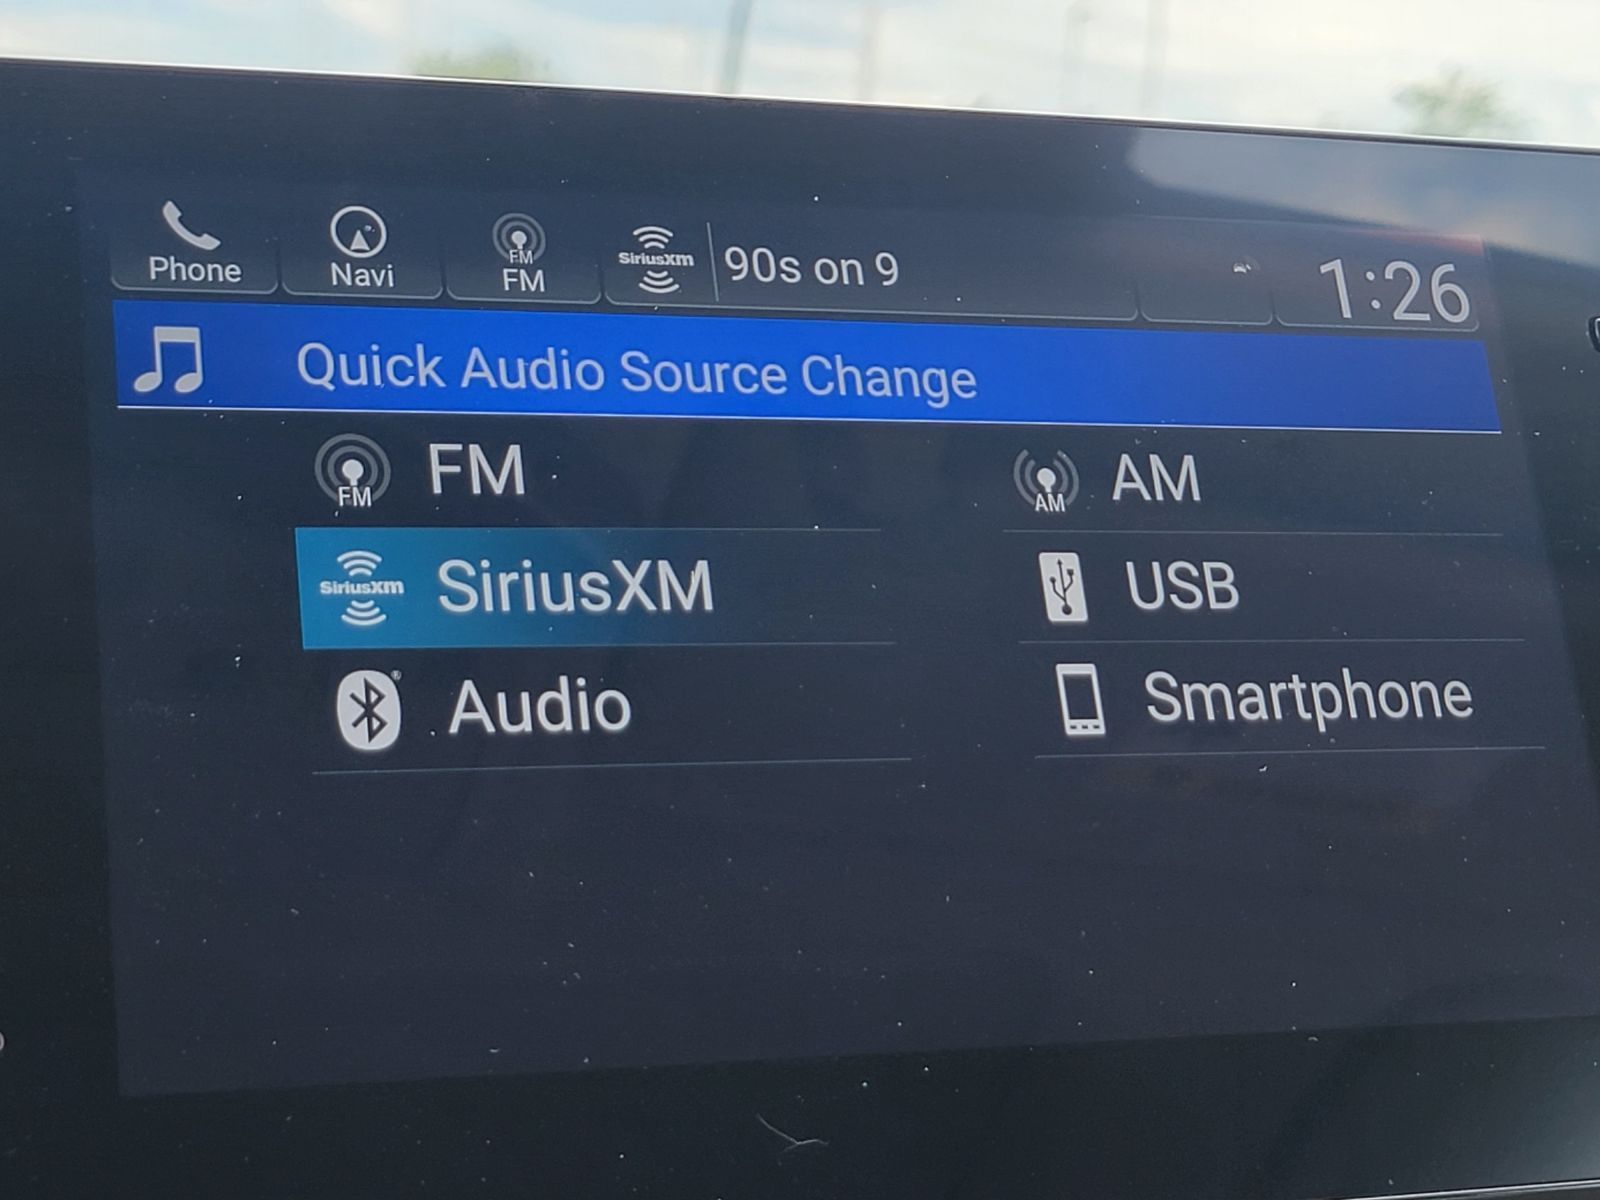 Phone
Navi
FM
FM
SiriusXm
90s on 9
1:26
Quick Audio Source Change
FM
FM
AM
AM
SiriusXm
SiriusXM
USB
Audio
Smartphone